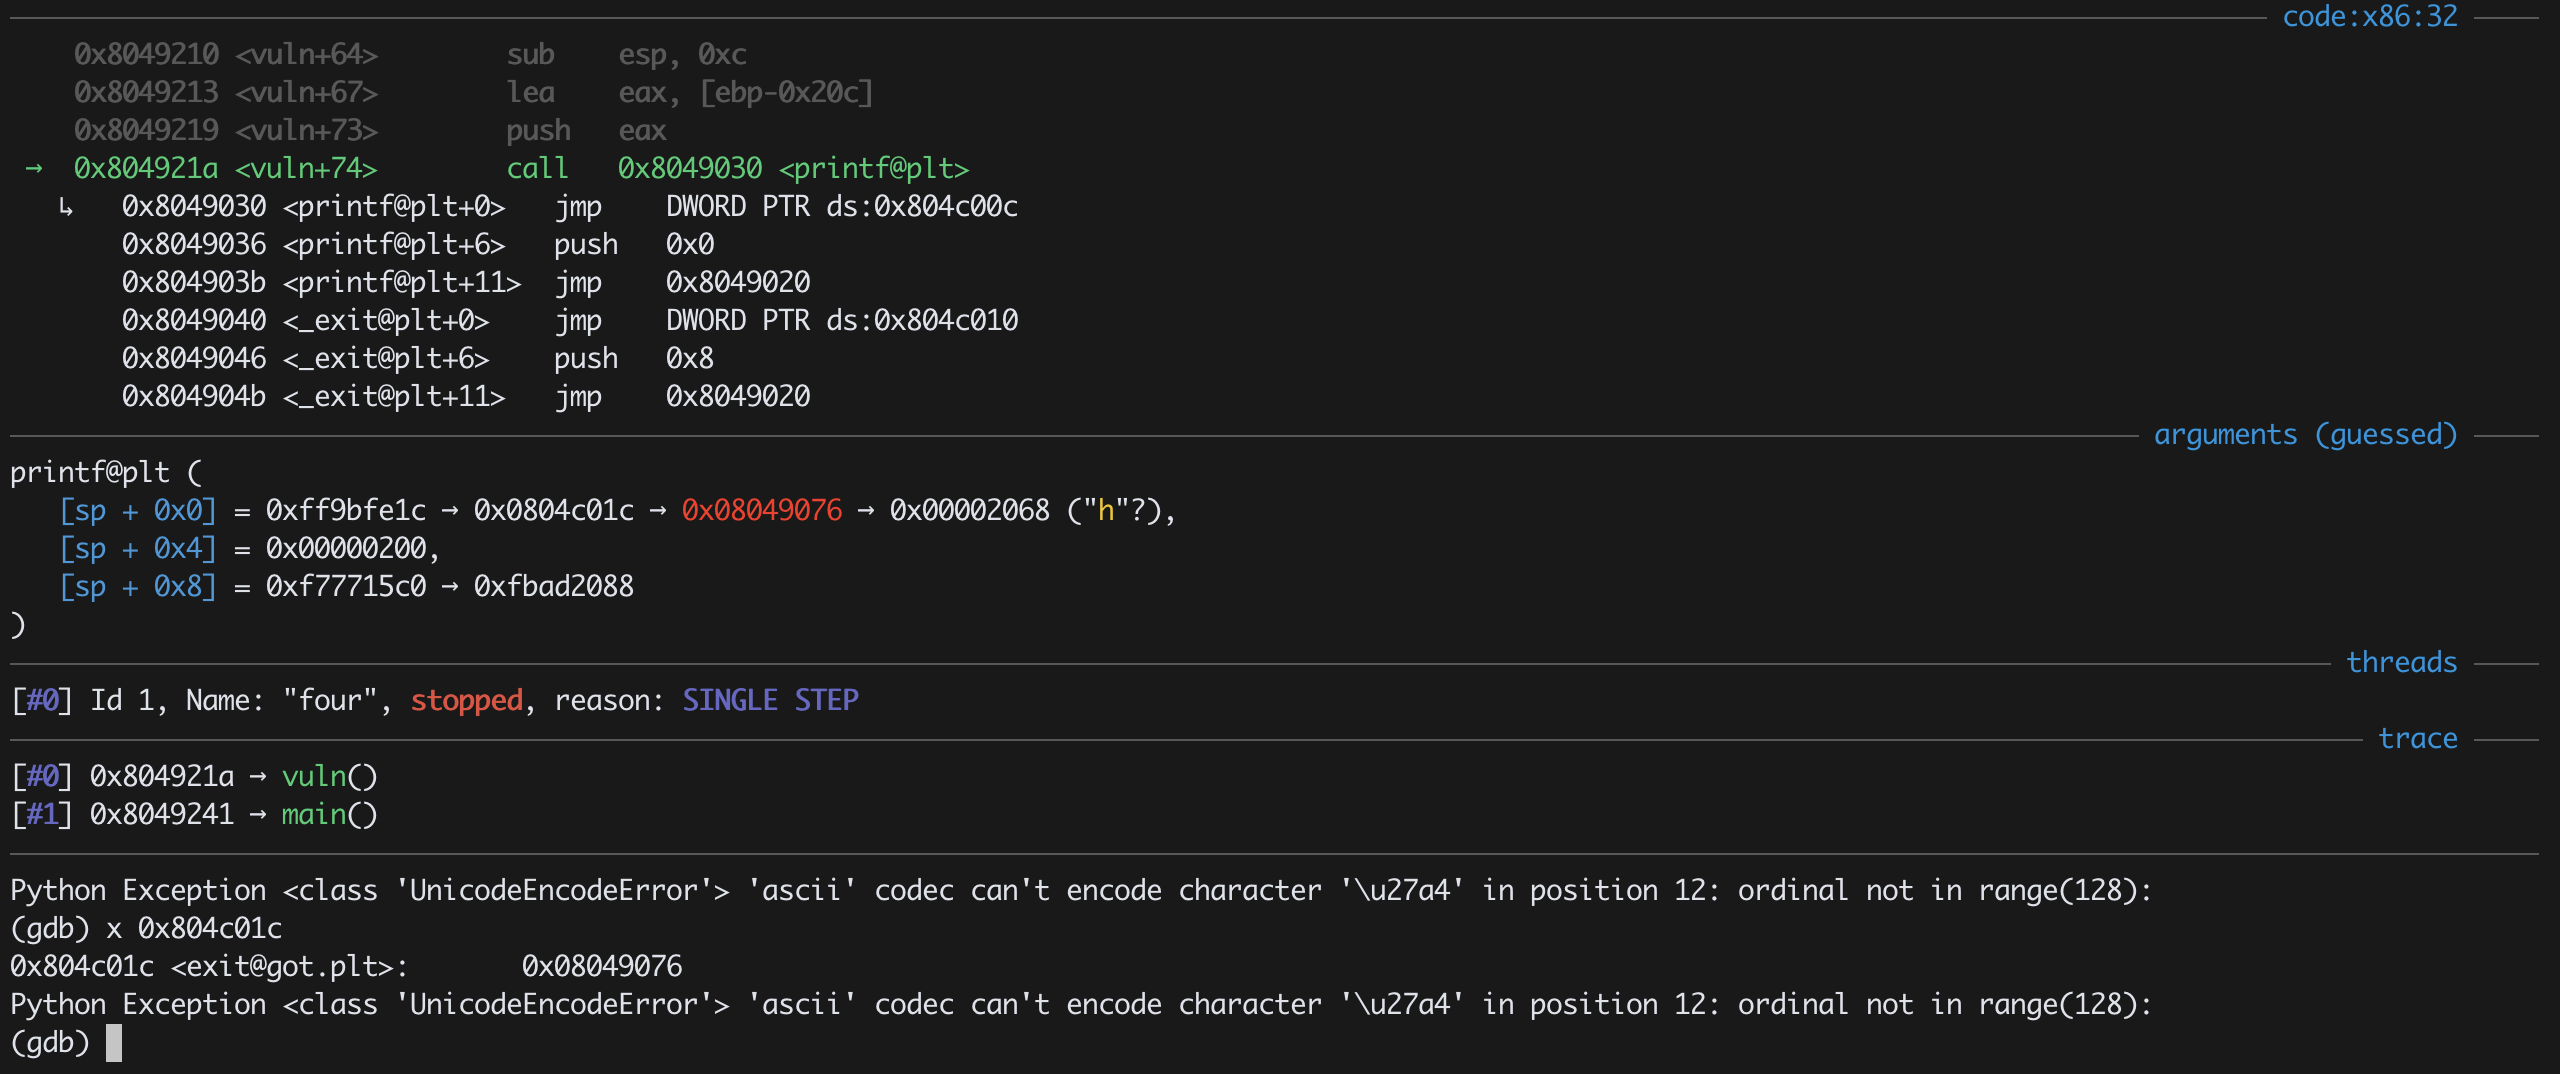 code:x86:32
0x8049210 <vuln+64> sub esp, 0xc
0x8049213 <vuln+67> lea eax, [ebp-0x20c]
0x8049219 <vuln+73> push eax
→ 0x804921a <vuln+74> call 0x8049030 <printf@plt>
↳ 0x8049030 <printf@plt+0> jmp DWORD PTR ds:0x804c00c
0x8049036 <printf@plt+6> push 0x0
0x804903b <printf@plt+11> jmp 0x8049020
0x8049040 <_exit@plt+0> jmp DWORD PTR ds:0x804c010
0x8049046 <_exit@plt+6> push 0x8
0x804904b <_exit@plt+11> jmp 0x8049020
arguments (guessed)
printf@plt (
[sp + 0x0] = 0xff9bfe1c → 0x0804c01c → 0x08049076 → 0x00002068 ("h"?),
[sp + 0x4] = 0x00000200,
[sp + 0x8] = 0xf77715c0 → 0xfbad2088
)
threads
[#0] Id 1, Name: "four", stopped, reason: SINGLE STEP
trace
[#0] 0x804921a → vuln()
[#1] 0x8049241 → main()
Python Exception <class 'UnicodeEncodeError'> 'ascii' codec can't encode character '\u27a4' in position 12: ordinal not in range(128):
(gdb) x 0x804c01c
0x804c01c <exit@got.plt>: 0x08049076
Python Exception <class 'UnicodeEncodeError'> 'ascii' codec can't encode character '\u27a4' in position 12: ordinal not in range(128):
(gdb)